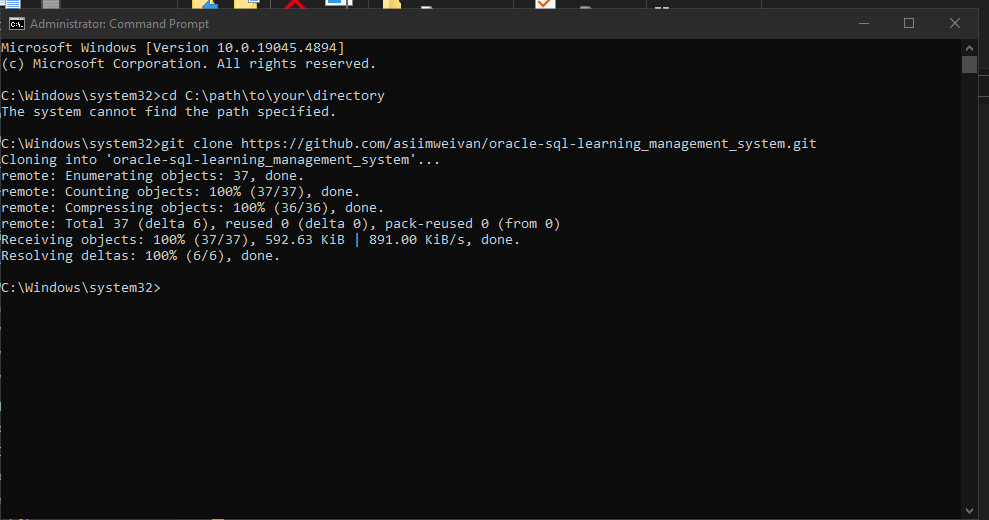 Administrator: Command Prompt
Microsoft Windows [Version 10.0.19045.4894]
(c) Microsoft Corporation. All rights reserved.
C:\Windows\system32>cd C:\path\to\your\directory
The system cannot find the path specified.
C:\Windows\system32>git clone https://github.com/asiimweivan/oracle-sql-learning_management_system.git
Cloning into 'oracle-sql-learning_management_system'...
remote: Enumerating objects: 37, done.
remote: Counting objects: 100% (37/37), done.
remote: Compressing objects: 100% (36/36), done.
remote: Total 37 (delta 6), reused 0 (delta 0), pack-reused 0 (from 0)
Receiving objects: 100% (37/37), 592.63 KiB | 891.00 KiB/s, done.
Resolving deltas: 100% (6/6), done.
C:\Windows\system32>